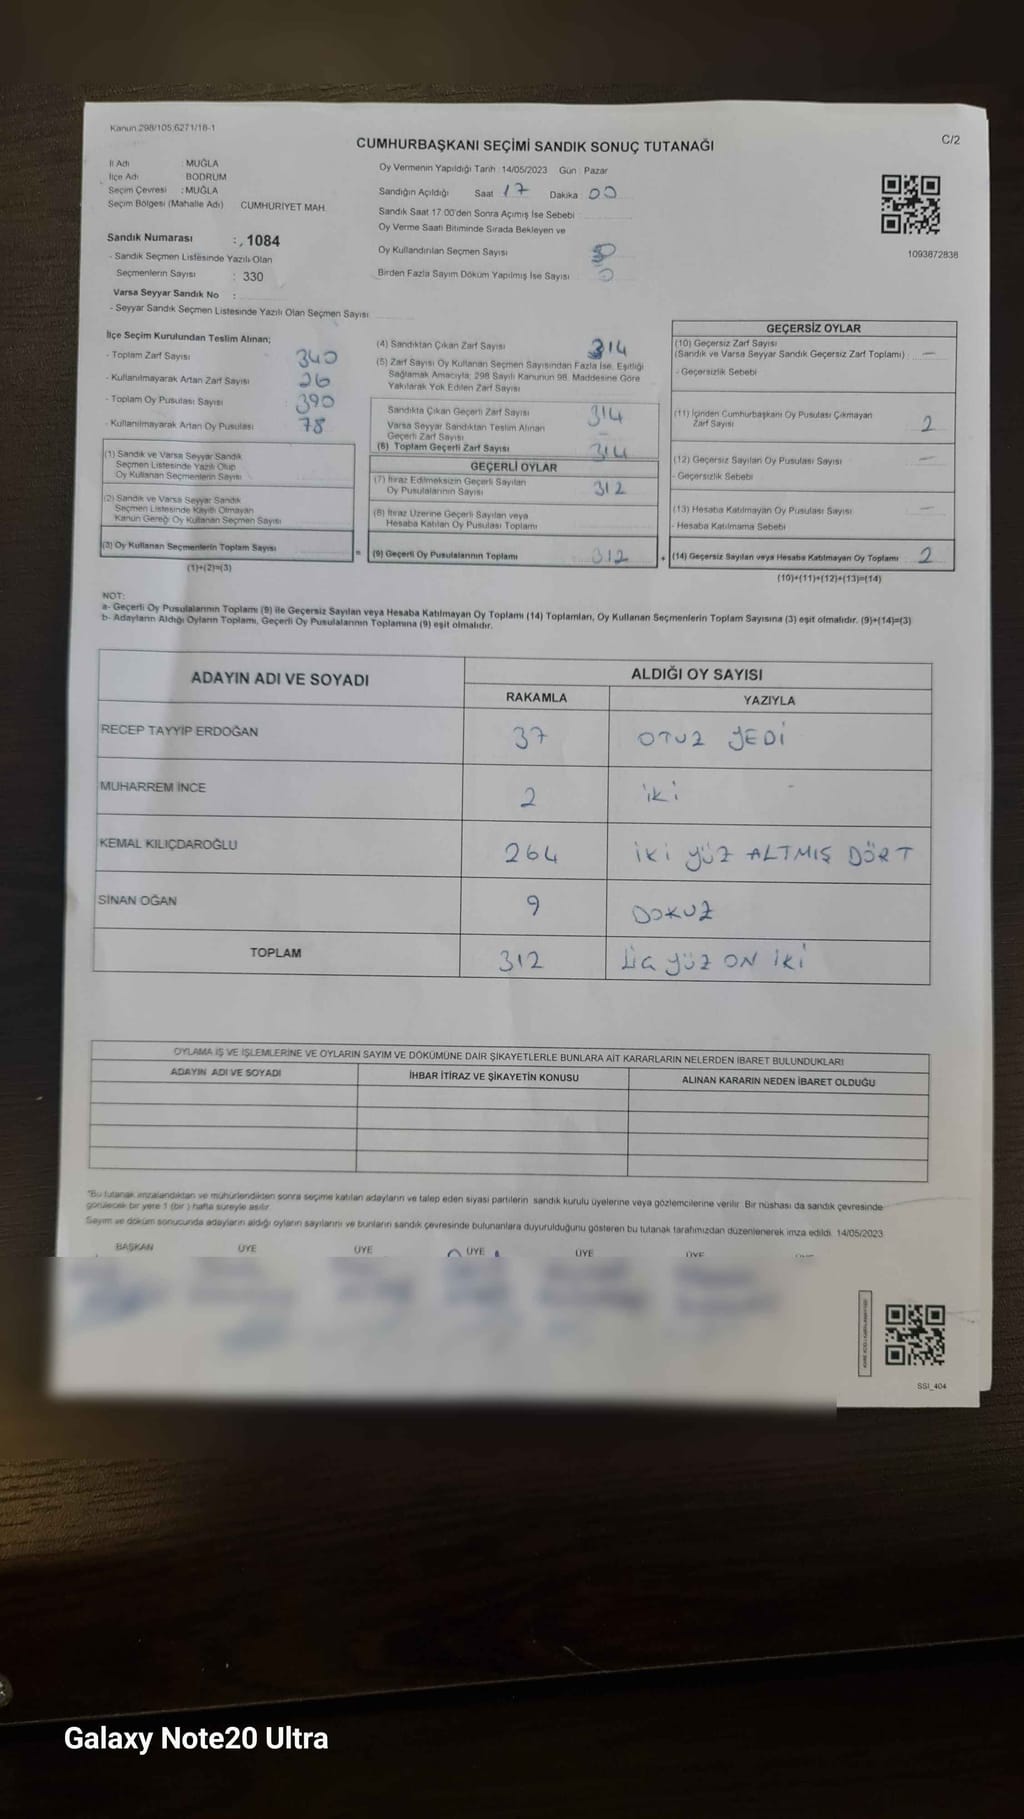 Kanun 298/105;6271/18-1
C/2
CUMHURBAŞKANI SEÇİMİ SANDIK SONUÇ TUTANAĞI
İl Adı : MUĞLA
İlçe Adı : BODRUM
Seçim Çevresi : MUĞLA
Seçim Bölgesi (Mahalle Adı) CUMHURİYET MAH.
Sandık Numarası : 1084
- Sandık Seçmen Listesinde Yazılı Olan
Seçmenlerin Sayısı : 330
Varsa Seyyar Sandık No :
- Seyyar Sandık Seçmen Listesinde Yazılı Olan Seçmen Sayısı
Oy Vermenin Yapıldığı Tarih : 14/05/2023 Gün : Pazar
Sandığın Açıldığı Saat 17 Dakika 00
Sandık Saat 17:00'den Sonra Açımış İse Sebebi
Oy Verme Saati Bitiminde Sırada Bekleyen ve
Oy Kullandırılan Seçmen Sayısı
Birden Fazla Sayım Döküm Yapılmış İse Sayısı 0
1093872838
İlçe Seçim Kurulundan Teslim Alınan;
- Toplam Zarf Sayısı 340
- Kullanılmayarak Artan Zarf Sayısı 26
- Toplam Oy Pusulası Sayısı 390
- Kullanılmayarak Artan Oy Pusulası 78
(1) Sandık ve Varsa Seyyar Sandık
Seçmen Listesinde Yazılı Olup
Oy Kullanan Seçmenlerin Sayısı
(2) Sandık ve Varsa Seyyar Sandık
Seçmen Listesinde Kayıtlı Olmayan
Kanun Gereği Oy Kullanan Seçmen Sayısı
(3) Oy Kullanan Seçmenlerin Toplam Sayısı
(1)+(2)=(3)
(4) Sandıktan Çıkan Zarf Sayısı 314
(5) Zarf Sayısı Oy Kullanan Seçmen Sayısından Fazla İse, Eşitliği
Sağlamak Amacıyla; 298 Sayılı Kanunun 98. Maddesine Göre
Yakılarak Yok Edilen Zarf Sayısı
Sandıkta Çıkan Geçerli Zarf Sayısı 314
Varsa Seyyar Sandıktan Teslim Alınan
Geçerli Zarf Sayısı –
(6) Toplam Geçerli Zarf Sayısı 314
GEÇERLİ OYLAR
(7) İtiraz Edilmeksizin Geçerli Sayılan
Oy Pusulalarının Sayısı 312
(8) İtiraz Üzerine Geçerli Sayılan veya
Hesaba Katılan Oy Pusulası Toplamı
= (9) Geçerli Oy Pusulalarının Toplamı 312
GEÇERSİZ OYLAR
(10) Geçersiz Zarf Sayısı
(Sandık ve Varsa Seyyar Sandık Geçersiz Zarf Toplamı) —
- Geçersizlik Sebebi
(11) İçinden Cumhurbaşkanı Oy Pusulası Çıkmayan
Zarf Sayısı 2
(12) Geçersiz Sayılan Oy Pusulası Sayısı —
- Geçersizlik Sebebi
(13) Hesaba Katılmayan Oy Pusulası Sayısı —
- Hesaba Katılmama Sebebi
+ (14) Geçersiz Sayılan veya Hesaba Katılmayan Oy Toplamı 2
(10)+(11)+(12)+(13)=(14)
NOT:
a- Geçerli Oy Pusulalarının Toplamı (9) ile Geçersiz Sayılan veya Hesaba Katılmayan Oy Toplamı (14) Toplamları, Oy Kullanan Seçmenlerin Toplam Sayısına (3) eşit olmalıdır. (9)+(14)=(3)
b- Adayların Aldığı Oyların Toplamı, Geçerli Oy Pusulalarının Toplamına (9) eşit olmalıdır.
ADAYIN ADI VE SOYADI
ALDIĞI OY SAYISI
RAKAMLA YAZIYLA
RECEP TAYYİP ERDOĞAN 37 OTUZ YEDİ
MUHARREM İNCE 2 İki
KEMAL KILIÇDAROĞLU 264 İKİ YÜZ ALTMIŞ DÖRT
SİNAN OĞAN 9 DOKUZ
TOPLAM 312 ÜÇ YÜZ ON İKİ
OYLAMA İŞ VE İŞLEMLERİNE VE OYLARIN SAYIM VE DÖKÜMÜNE DAİR ŞİKAYETLERLE BUNLARA AİT KARARLARIN NELERDEN İBARET BULUNDUKLARI
ADAYIN ADI VE SOYADI İHBAR İTİRAZ VE ŞİKAYETİN KONUSU ALINAN KARARIN NEDEN İBARET OLDUĞU
"Bu tutanak imzalandıktan ve mühürlendikten sonra seçime katılan adayların ve talep eden siyasi partilerin sandık kurulu üyelerine veya gözlemcilerine verilir. Bir nüshası da sandık çevresinde
görülecek bir yere 1 (bir ) hafta süreyle asılır.
Sayım ve döküm sonucunda adayların aldığı oyların sayılarını ve bunların sandık çevresinde bulunanlara duyurulduğunu gösteren bu tutanak tarafımızdan düzenlenerek imza edildi. 14/05/2023
BAŞKAN ÜYE ÜYE ÜYE ÜYE ÜYE
SSI_404
Galaxy Note20 Ultra